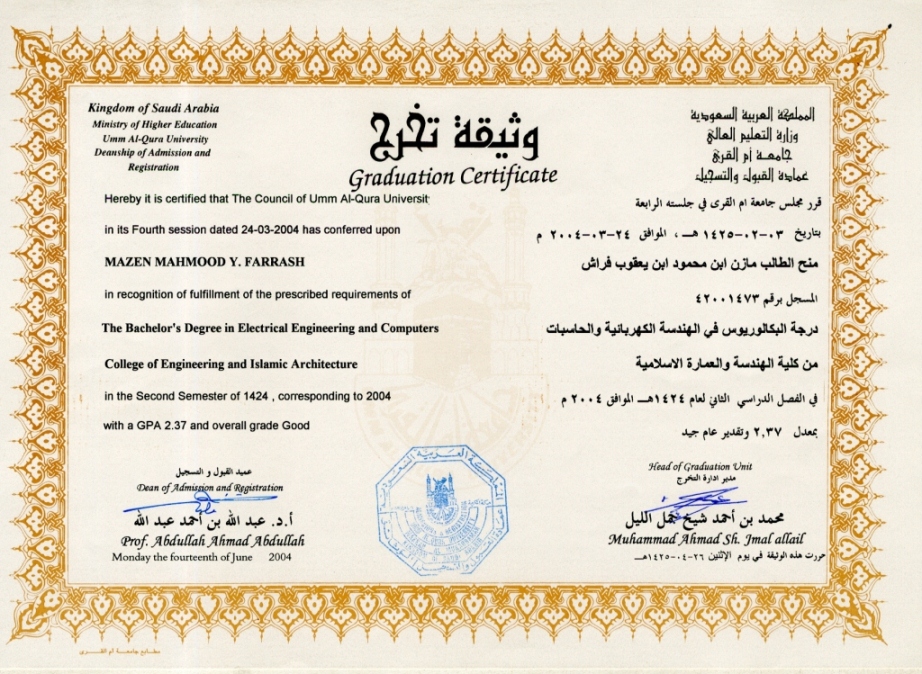 Kingdom of Saudi Arabia
Ministry of Higher Education
Umm Al-Qura University
Deanship of Admission and
Registration
وثيقة تخرج
Graduation Certificate
المملكة العربية السعودية
وزارة التعليم العالي
جامعة أم القرى
عمادة القبول والتسجيل
Hereby it is certified that The Council of Umm Al-Qura Universit
in its Fourth session dated 24-03-2004 has conferred upon
MAZEN MAHMOOD Y. FARRASH
in recognition of fulfillment of the prescribed requirements of
The Bachelor's Degree in Electrical Engineering and Computers
College of Engineering and Islamic Architecture
in the Second Semester of 1424 , corresponding to 2004
with a GPA 2.37 and overall grade Good
قرر مجلس جامعة ام القرى في جلسته الرابعة
بتاريخ ٠٣-٠٢-١٤٢٥ هـ ، الموافق ٢٤-٠٣-٢٠٠٤ م
منح الطالب مازن ابن محمود ابن يعقوب فراش
المسجل برقم ٤٢٠٠١٤٧٣
درجة البكالوريوس في الهندسة الكهربائية والحاسبات
من كلية الهندسة والعمارة الاسلامية
في الفصل الدراسي الثاني لعام ١٤٢٤هـ الموافق ٢٠٠٤ م
بمعدل ٢,٣٧ وتقدير عام جيد
عميد القبول و التسجيل
Dean of Admission and Registration
أ.د. عبد الله بن أحمد عبد الله
Prof. Abdullah Ahmad Abdullah
Monday the fourteenth of June 2004
Head of Graduation Unit
مدير ادارة التخرج
محمد بن أحمد شيخ جمل الليل
Muhammad Ahmad Sh. Jmal allail
حررت هذه الوثيقة في يوم الإثنين ٢٦-٠٤-١٤٢٥هـ
مطابع جامعة أم القرى